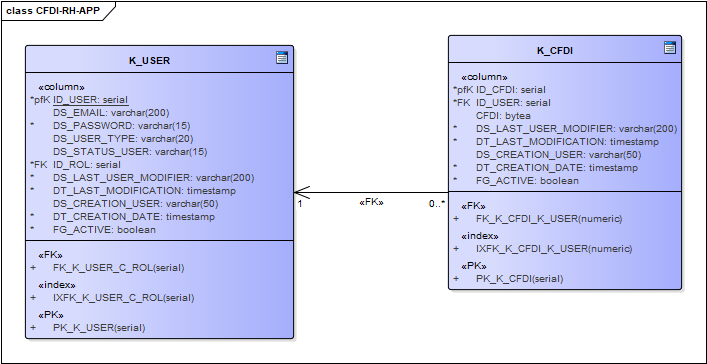 class CFDI-RH-APP
K_USER
«column»
*pfK ID_USER: serial
DS_EMAIL: varchar(200)
* DS_PASSWORD: varchar(15)
DS_USER_TYPE: varchar(20)
DS_STATUS_USER: varchar(15)
*FK ID_ROL: serial
* DS_LAST_USER_MODIFIER: varchar(200)
* DT_LAST_MODIFICATION: timestamp
DS_CREATION_USER: varchar(50)
* DT_CREATION_DATE: timestamp
* FG_ACTIVE: boolean
«FK»
+ FK_K_USER_C_ROL(serial)
«index»
+ IXFK_K_USER_C_ROL(serial)
«PK»
+ PK_K_USER(serial)
1
«FK»
0..*
K_CFDI
«column»
*pfK ID_CFDI: serial
*FK ID_USER: serial
CFDI: bytea
* DS_LAST_USER_MODIFIER: varchar(200)
* DT_LAST_MODIFICATION: timestamp
DS_CREATION_USER: varchar(50)
* DT_CREATION_DATE: timestamp
* FG_ACTIVE: boolean
«FK»
+ FK_K_CFDI_K_USER(numeric)
«index»
+ IXFK_K_CFDI_K_USER(numeric)
«PK»
+ PK_K_CFDI(serial)